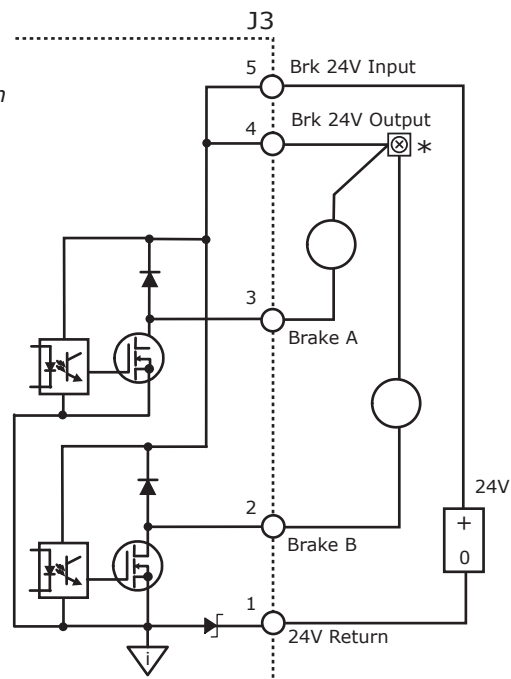 J3
5 Brk 24V Input
n
4 Brk 24V Output
*
3
Brake A
24V
+
0
2
Brake B
1
24V Return
i